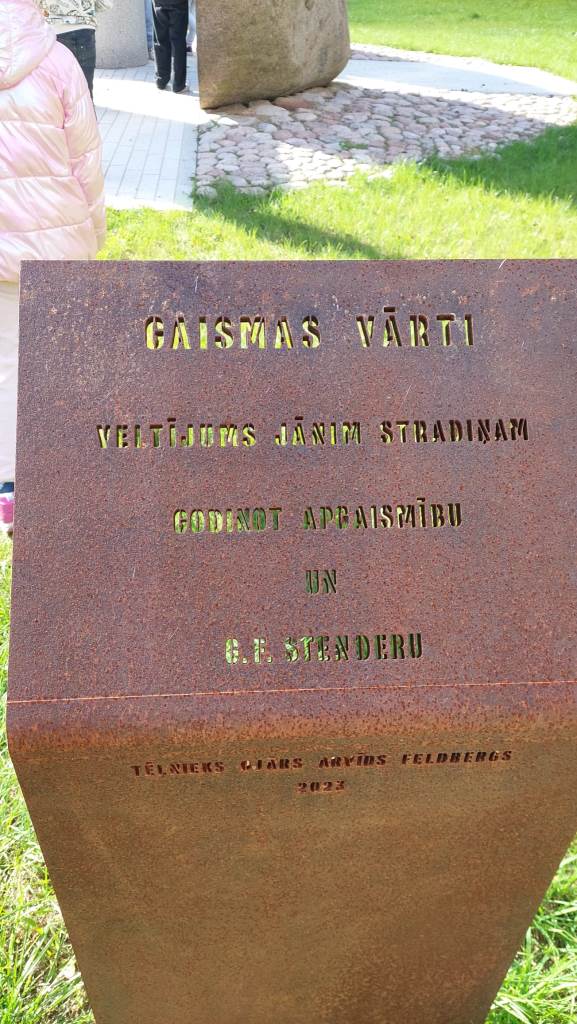 GAISMAS VĀRTI
VELTĪJUMS JĀNIM STRADIŅAM
GODINOT APGAISMĪBU
UN
G. F. STENDERU
TĒLNIEKS OJĀRS ARVĪDS FELDBERGS
2023